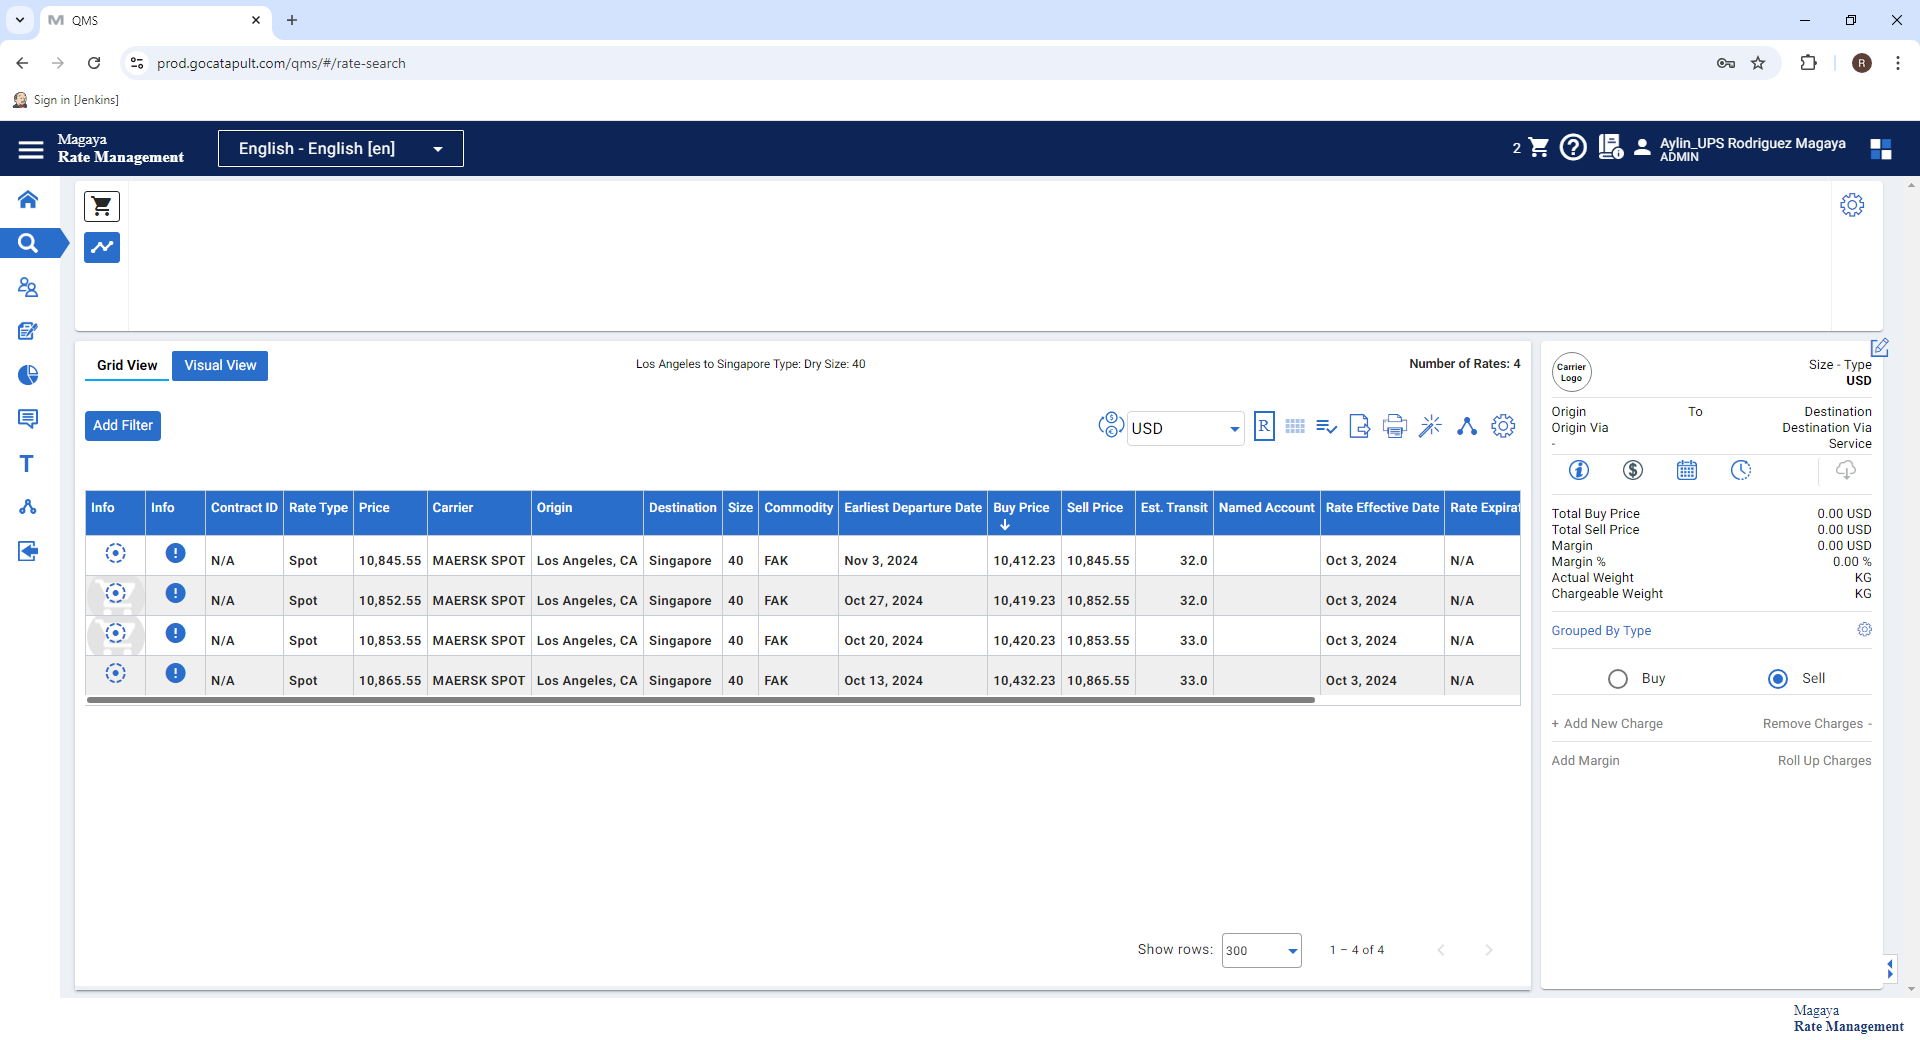 QMS
prod.gocatapult.com/qms/#/rate-search
R
Sign in [Jenkins]
Magaya
Rate Management
English - English [en]
2
Aylin_UPS Rodriguez Magaya
ADMIN
Grid View
Visual View
Los Angeles to Singapore Type: Dry Size: 40
Number of Rates: 4
Add Filter
USD
R
Info Info Contract ID Rate Type Price Carrier Origin Destination Size Commodity Earliest Departure Date Buy Price Sell Price Est. Transit Named Account Rate Effective Date Rate Expirat
N/A Spot 10,845.55 MAERSK SPOT Los Angeles, CA Singapore 40 FAK Nov 3, 2024 10,412.23 10,845.55 32.0 Oct 3, 2024 N/A
N/A Spot 10,852.55 MAERSK SPOT Los Angeles, CA Singapore 40 FAK Oct 27, 2024 10,419.23 10,852.55 32.0 Oct 3, 2024 N/A
N/A Spot 10,853.55 MAERSK SPOT Los Angeles, CA Singapore 40 FAK Oct 20, 2024 10,420.23 10,853.55 33.0 Oct 3, 2024 N/A
N/A Spot 10,865.55 MAERSK SPOT Los Angeles, CA Singapore 40 FAK Oct 13, 2024 10,432.23 10,865.55 33.0 Oct 3, 2024 N/A
Show rows: 300 1 – 4 of 4
Carrier
Logo
Size - Type
USD
Origin To Destination
Origin Via Destination Via
- Service
Total Buy Price 0.00 USD
Total Sell Price 0.00 USD
Margin 0.00 USD
Margin % 0.00 %
Actual Weight KG
Chargeable Weight KG
Grouped By Type
Buy Sell
+ Add New Charge Remove Charges -
Add Margin Roll Up Charges
Magaya
Rate Management